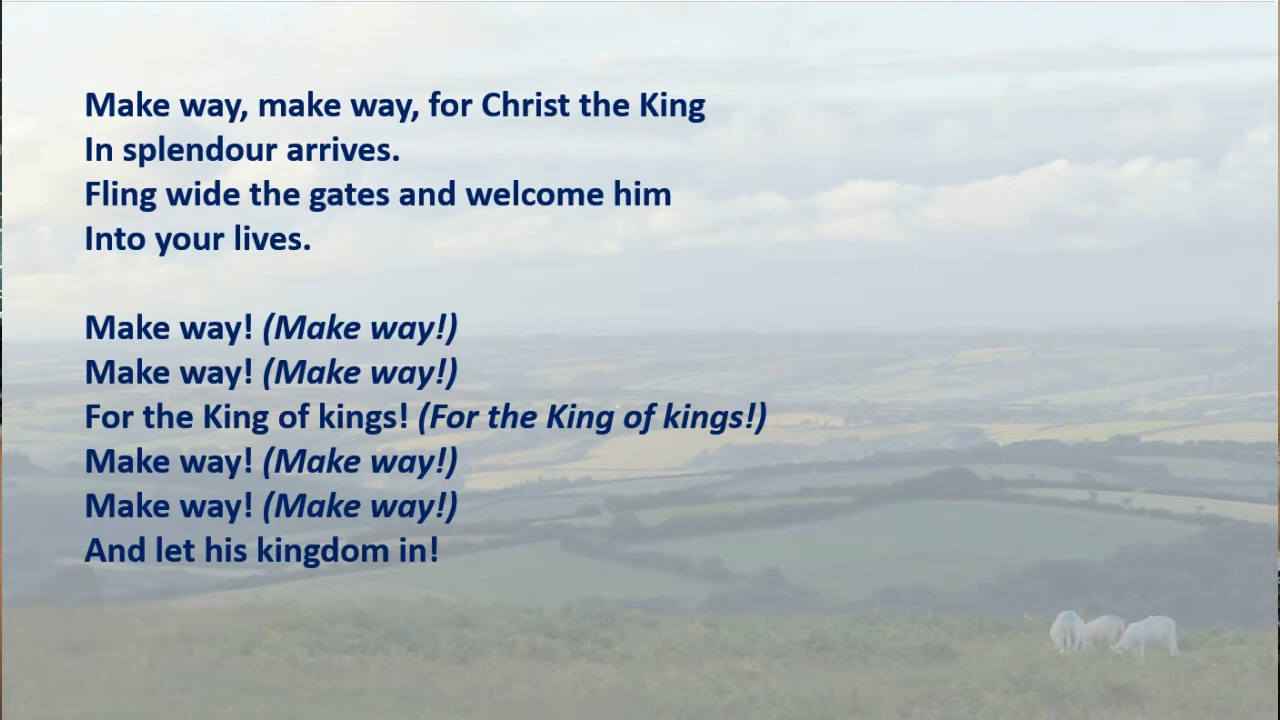 Make way, make way, for Christ the King
In splendour arrives.
Fling wide the gates and welcome him
Into your lives.
Make way! (Make way!)
Make way! (Make way!)
For the King of kings! (For the King of kings!)
Make way! (Make way!)
Make way! (Make way!)
And let his kingdom in!